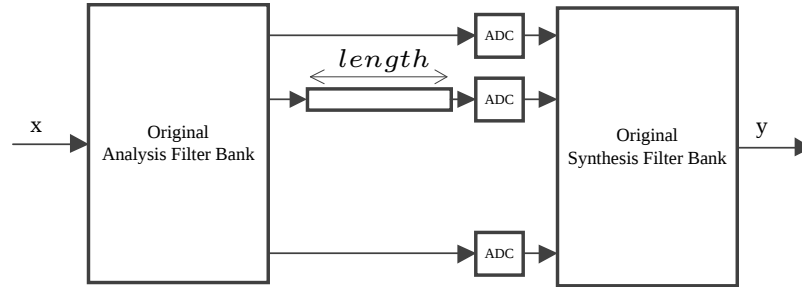 ADC
length
ADC
x
Original
Analysis Filter Bank
Original
Synthesis Filter Bank
y
ADC